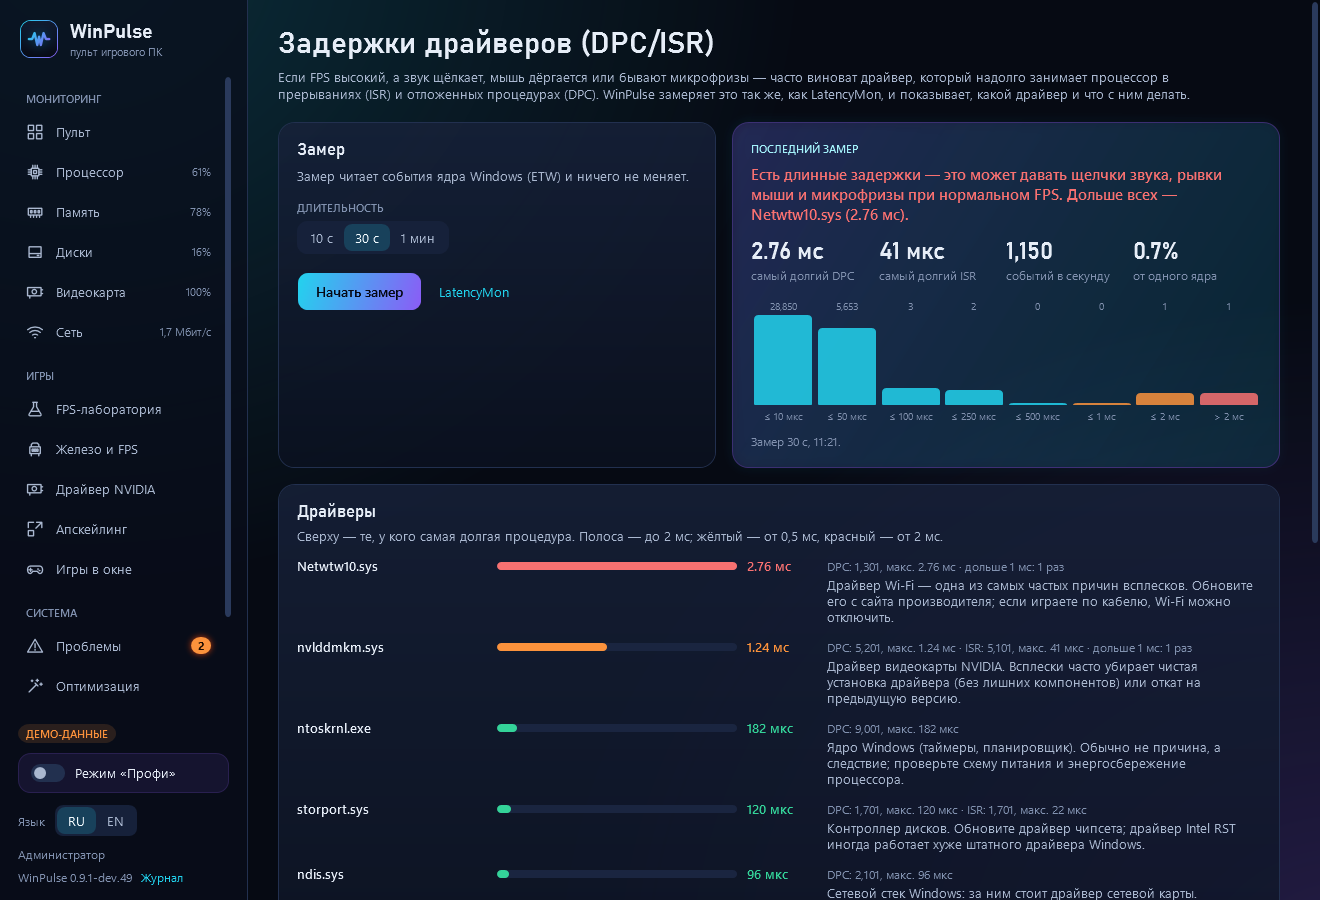 WinPulse
пульт игрового ПК
МОНИТОРИНГ
Пульт
Процессор 61%
Память 78%
Диски 16%
Видеокарта 100%
Сеть 1,7 Мбит/с
ИГРЫ
FPS-лаборатория
Железо и FPS
Драйвер NVIDIA
Апскейлинг
Игры в окне
СИСТЕМА
Проблемы 2
Оптимизация
ДЕМО-ДАННЫЕ
Режим «Профи»
Язык RU EN
Администратор
WinPulse 0.9.1-dev.49 Журнал
Задержки драйверов (DPC/ISR)
Если FPS высокий, а звук щёлкает, мышь дёргается или бывают микрофризы — часто виноват драйвер, который надолго занимает процессор в
прерываниях (ISR) и отложенных процедурах (DPC). WinPulse замеряет это так же, как LatencyMon, и показывает, какой драйвер и что с ним делать.
Замер
Замер читает события ядра Windows (ETW) и ничего не меняет.
ДЛИТЕЛЬНОСТЬ
10 с 30 с 1 мин
Начать замер LatencyMon
ПОСЛЕДНИЙ ЗАМЕР
Есть длинные задержки — это может давать щелчки звука, рывки
мыши и микрофризы при нормальном FPS. Дольше всех —
Netwtw10.sys (2.76 мс).
2.76 мс 41 мкс 1,150 0.7%
самый долгий DPC самый долгий ISR событий в секунду от одного ядра
28,850 5,653 3 2 0 0 1 1
≤ 10 мкс ≤ 50 мкс ≤ 100 мкс ≤ 250 мкс ≤ 500 мкс ≤ 1 мс ≤ 2 мс > 2 мс
Замер 30 с, 11:21.
Драйверы
Сверху — те, у кого самая долгая процедура. Полоса — до 2 мс; жёлтый — от 0,5 мс, красный — от 2 мс.
Netwtw10.sys 2.76 мс DPC: 1,301, макс. 2.76 мс · дольше 1 мс: 1 раз
Драйвер Wi-Fi — одна из самых частых причин всплесков. Обновите
его с сайта производителя; если играете по кабелю, Wi-Fi можно
отключить.
nvlddmkm.sys 1.24 мс DPC: 5,201, макс. 1.24 мс · ISR: 5,101, макс. 41 мкс · дольше 1 мс: 1 раз
Драйвер видеокарты NVIDIA. Всплески часто убирает чистая
установка драйвера (без лишних компонентов) или откат на
предыдущую версию.
ntoskrnl.exe 182 мкс DPC: 9,001, макс. 182 мкс
Ядро Windows (таймеры, планировщик). Обычно не причина, а
следствие; проверьте схему питания и энергосбережение
процессора.
storport.sys 120 мкс DPC: 1,701, макс. 120 мкс · ISR: 1,701, макс. 22 мкс
Контроллер дисков. Обновите драйвер чипсета; драйвер Intel RST
иногда работает хуже штатного драйвера Windows.
ndis.sys 96 мкс DPC: 2,101, макс. 96 мкс
Сетевой стек Windows: за ним стоит драйвер сетевой карты.